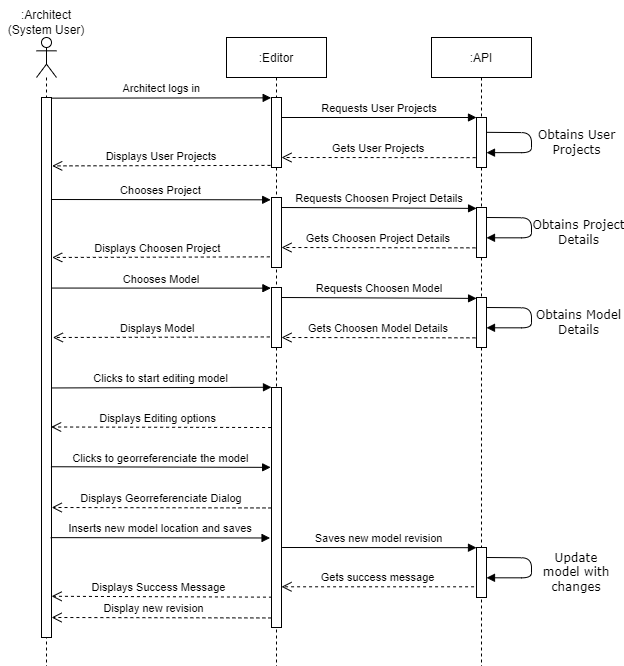 :Architect
(System User)
:Editor
:API
Architect logs in
Requests User Projects
Obtains User
Projects
Gets User Projects
Displays User Projects
Chooses Project
Requests Choosen Project Details
Obtains Project
Details
Gets Choosen Project Details
Displays Choosen Project
Chooses Model
Requests Choosen Model
Obtains Model
Details
Gets Choosen Model Details
Displays Model
Clicks to start editing model
Displays Editing options
Clicks to georreferenciate the model
Displays Georreferenciate Dialog
Inserts new model location and saves
Saves new model revision
Update
model with
changes
Gets success message
Displays Success Message
Display new revision